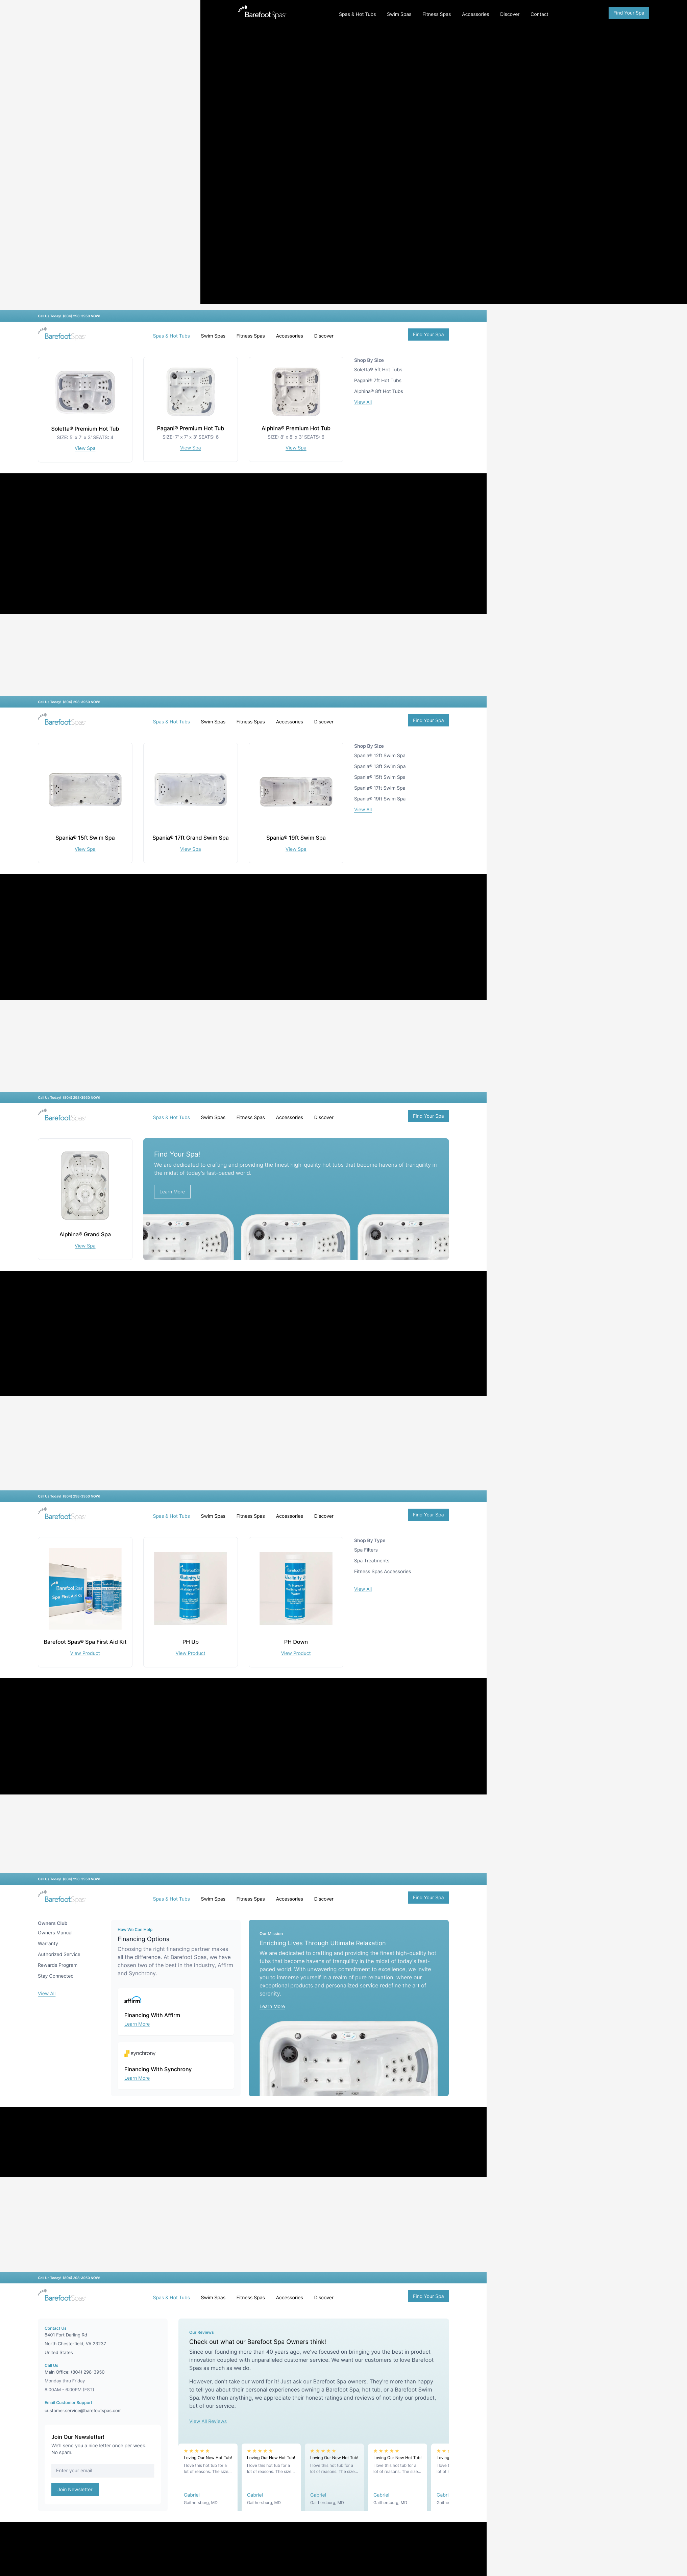 BarefootSpas
Spas & Hot Tubs
Swim Spas
Fitness Spas
Accessories
Discover
Contact
Find Your Spa
Call Us Today! (804) 298-3950 NOW!
BarefootSpas
Spas & Hot Tubs
Swim Spas
Fitness Spas
Accessories
Discover
Find Your Spa
Soletta® Premium Hot Tub
SIZE: 5' x 7' x 3' SEATS: 4
View Spa
Pagani® Premium Hot Tub
SIZE: 7' x 7' x 3' SEATS: 6
View Spa
Alphina® Premium Hot Tub
SIZE: 8' x 8' x 3' SEATS: 6
View Spa
Shop By Size
Soletta® 5ft Hot Tubs
Pagani® 7ft Hot Tubs
Alphina® 8ft Hot Tubs
View All
Call Us Today! (804) 298-3950 NOW!
BarefootSpas
Spas & Hot Tubs
Swim Spas
Fitness Spas
Accessories
Discover
Find Your Spa
Spania® 15ft Swim Spa
View Spa
Spania® 17ft Grand Swim Spa
View Spa
Spania® 19ft Swim Spa
View Spa
Shop By Size
Spania® 12ft Swim Spa
Spania® 13ft Swim Spa
Spania® 15ft Swim Spa
Spania® 17ft Swim Spa
Spania® 19ft Swim Spa
View All
Call Us Today! (804) 298-3950 NOW!
BarefootSpas
Spas & Hot Tubs
Swim Spas
Fitness Spas
Accessories
Discover
Find Your Spa
Alphina® Grand Spa
View Spa
Find Your Spa!
We are dedicated to crafting and providing the finest high-quality hot tubs that become havens of tranquility in
the midst of today's fast-paced world.
Learn More
Call Us Today! (804) 298-3950 NOW!
BarefootSpas
Spas & Hot Tubs
Swim Spas
Fitness Spas
Accessories
Discover
Find Your Spa
BarefootSpas
Spa First Aid Kit
Barefoot Spas® Spa First Aid Kit
View Product
PH Up
View Product
PH Down
View Product
Shop By Type
Spa Filters
Spa Treatments
Fitness Spas Accessories
View All
Call Us Today! (804) 298-3950 NOW!
BarefootSpas
Spas & Hot Tubs
Swim Spas
Fitness Spas
Accessories
Discover
Find Your Spa
Owners Club
Owners Manual
Warranty
Authorized Service
Rewards Program
Stay Connected
View All
How We Can Help
Financing Options
Choosing the right financing partner makes
all the difference. At Barefoot Spas, we have
chosen two of the best in the industry, Affirm
and Synchrony.
affirm
Financing With Affirm
Learn More
synchrony
Financing With Synchrony
Learn More
Our Mission
Enriching Lives Through Ultimate Relaxation
We are dedicated to crafting and providing the finest high-quality hot
tubs that become havens of tranquility in the midst of today's fast-
paced world. With unwavering commitment to excellence, we invite
you to immerse yourself in a realm of pure relaxation, where our
exceptional products and personalized service redefine the art of
serenity.
Learn More
Call Us Today! (804) 298-3950 NOW!
BarefootSpas
Spas & Hot Tubs
Swim Spas
Fitness Spas
Accessories
Discover
Find Your Spa
Contact Us
8401 Fort Darling Rd
North Chesterfield, VA 23237
United States
Call Us
Main Office: (804) 298-3950
Monday thru Friday
8:00AM - 8:00PM (EST)
Email Customer Support
customer.service@barefootspas.com
Join Our Newsletter!
We'll send you a nice letter once per week.
No spam.
Enter your email
Join Newsletter
Our Reviews
Check out what our Barefoot Spa Owners think!
Since our founding more than 40 years ago, we've focused on bringing you the best in product
innovation coupled with unparalleled customer service. We want our customers to love Barefoot
Spas as much as we do.
However, don't take our word for it! Just ask our Barefoot Spa owners. They're more than happy
to tell you about their personal experiences owning a Barefoot Spa, hot tub, or a Barefoot Swim
Spa. More than anything, we appreciate their honest ratings and reviews of not only our product,
but of our service.
View All Reviews
Loving Our New Hot Tub!
I love this hot tub for a
lot of reasons. The size...
Gabriel
Gaithersburg, MD
Loving Our New Hot Tub!
I love this hot tub for a
lot of reasons. The size...
Gabriel
Gaithersburg, MD
Loving Our New Hot Tub!
I love this hot tub for a
lot of reasons. The size...
Gabriel
Gaithersburg, MD
Loving Our New Hot Tub!
I love this hot tub for a
lot of reasons. The size...
Gabriel
Gaithersburg, MD
Loving
I love t
lot of r
Gabri
Gaithe